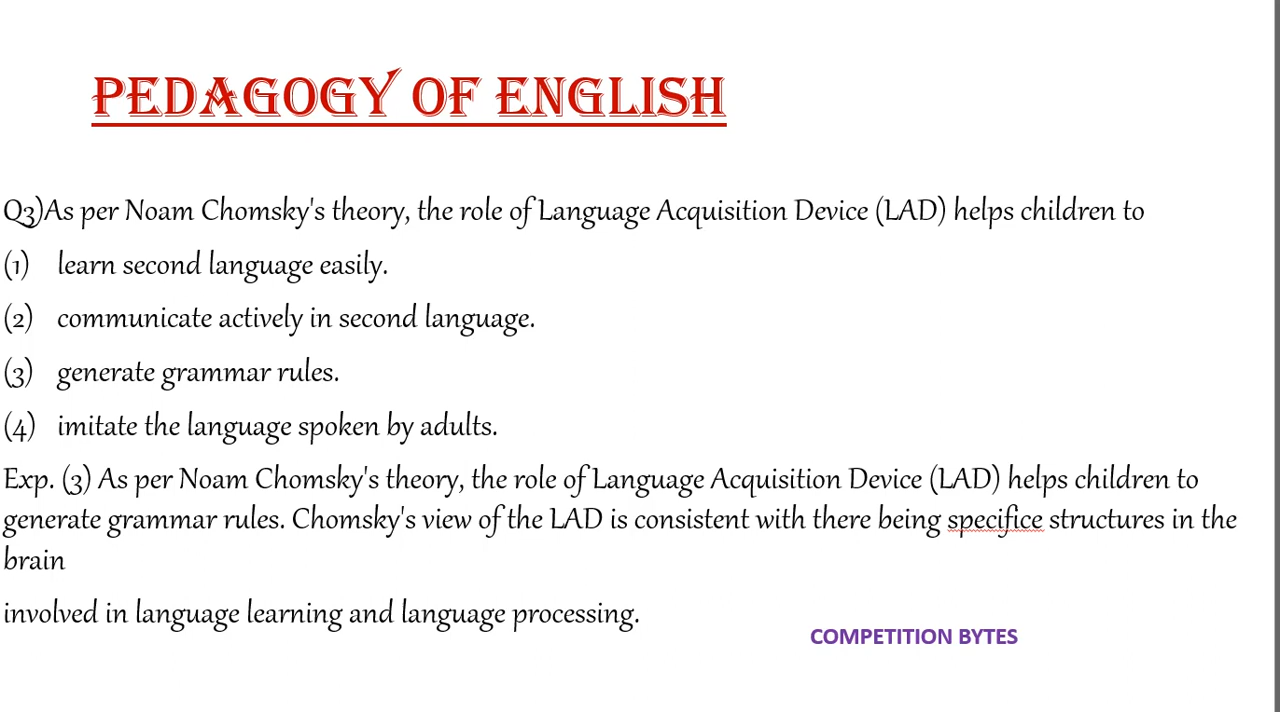 PEDAGOGY OF ENGLISH
Q3)As per Noam Chomsky's theory, the role of Language Acquisition Device (LAD) helps children to
(1) learn second language easily.
(2) communicate actively in second language.
(3) generate grammar rules.
(4) imitate the language spoken by adults.
Exp. (3) As per Noam Chomsky's theory, the role of Language Acquisition Device (LAD) helps children to
generate grammar rules. Chomsky's view of the LAD is consistent with there being specifice structures in the
brain
involved in language learning and language processing.
COMPETITION BYTES